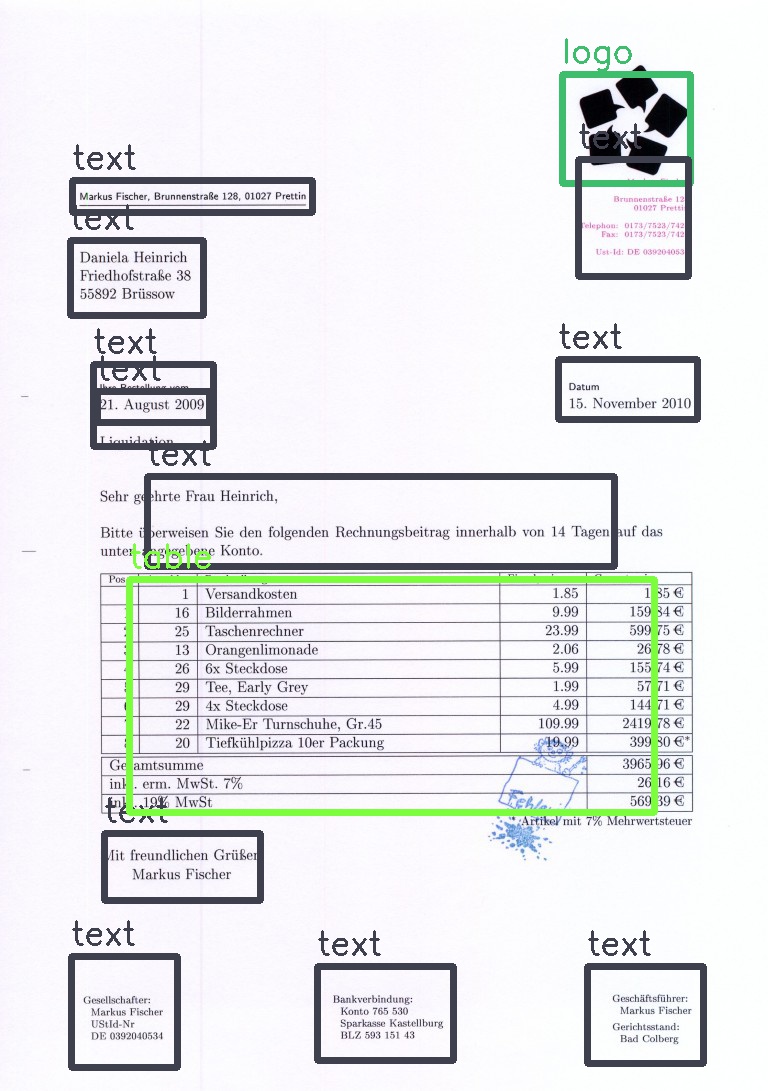 logo
text
text
Markus Fischer, Brunnenstraße 128, 01027 Prettin
Brunnenstraße 12
01027 Prettin
Telephon: 0173/7523/742
Fax: 0173/7523/742
Ust-Id: DE 039204053
text
Daniela Heinrich
Friedhofstraße 38
55892 Brüssow
text
text
Ihre Bestellung vom
21. August 2009
Liquidation
text
Datum
15. November 2010
text
Sehr geehrte Frau Heinrich,
Bitte überweisen Sie den folgenden Rechnungsbeitrag innerhalb von 14 Tagen auf das
unten angegebene Konto.
table
Pos
1 Versandkosten 1.85 1.85 €
1 16 Bilderrahmen 9.99 159.84 €
2 25 Taschenrechner 23.99 599.75 €
3 13 Orangenlimonade 2.06 26.78 €
4 26 6x Steckdose 5.99 155.74 €
5 29 Tee, Early Grey 1.99 57.71 €
6 29 4x Steckdose 4.99 144.71 €
7 22 Mike-Er Turnschuhe, Gr.45 109.99 2419.78 €
8 20 Tiefkühlpizza 10er Packung 19.99 399.80 €*
Gesamtsumme 3965.96 €
inkl. erm. MwSt. 7% 26.16 €
inkl. 19% MwSt 569.39 €
Fehler
*Artikel mit 7% Mehrwertsteuer
text
Mit freundlichen Grüßen
Markus Fischer
text
Gesellschafter:
Markus Fischer
UStId-Nr
DE 0392040534
text
Bankverbindung:
Konto 765 530
Sparkasse Kastellburg
BLZ 593 151 43
text
Geschäftsführer:
Markus Fischer
Gerichtsstand:
Bad Colberg